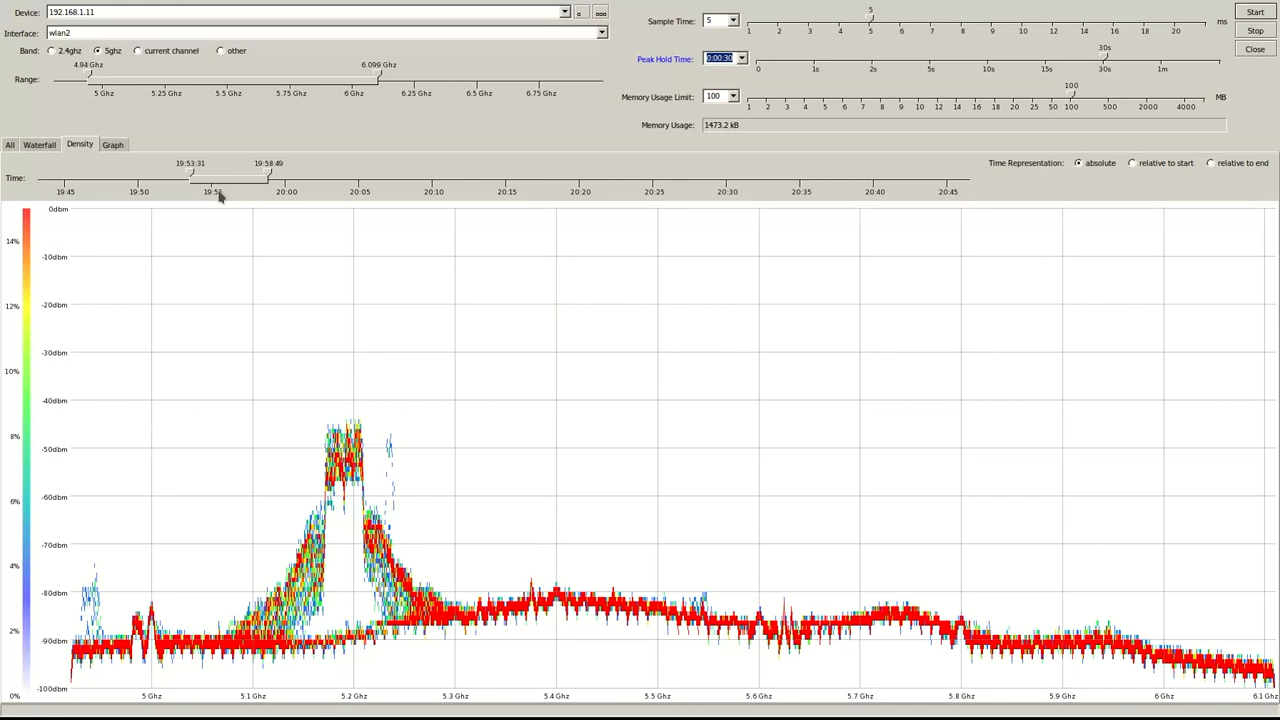 Device: 192.168.1.11
Interface: wlan2
Band: 2.4ghz 5ghz current channel other
4.94 Ghz 6.099 Ghz
Range:
5 Ghz 5.25 Ghz 5.5 Ghz 5.75 Ghz 6 Ghz 6.25 Ghz 6.5 Ghz 6.75 Ghz
5
Sample Time: 5 ms
1 2 3 4 5 6 7 8 9 10 12 14 16 18 20
30s
Peak Hold Time: 0:00:30
0 1s 2s 5s 10s 15s 30s 1m
100
Memory Usage Limit: 100 MB
1 2 3 4 5 6 7 8 9 10 12 14 16 18 20 25 50 100 500 2000 4000
Memory Usage: 1473.2 kB
Start
Stop
Close
All Waterfall Density Graph
19:53:31 19:58:49
Time:
19:45 19:50 20:00 20:05 20:10 20:15 20:20 20:25 20:30 20:35 20:40 20:45
Time Representation: absolute relative to start relative to end
14%
12%
10%
8%
6%
4%
2%
0%
0dbm
-10dbm
-20dbm
-30dbm
-40dbm
-50dbm
-60dbm
-70dbm
-80dbm
-90dbm
-100dbm
5 Ghz 5.1 Ghz 5.2 Ghz 5.3 Ghz 5.4 Ghz 5.5 Ghz 5.6 Ghz 5.7 Ghz 5.8 Ghz 5.9 Ghz 6 Ghz 6.1 Ghz